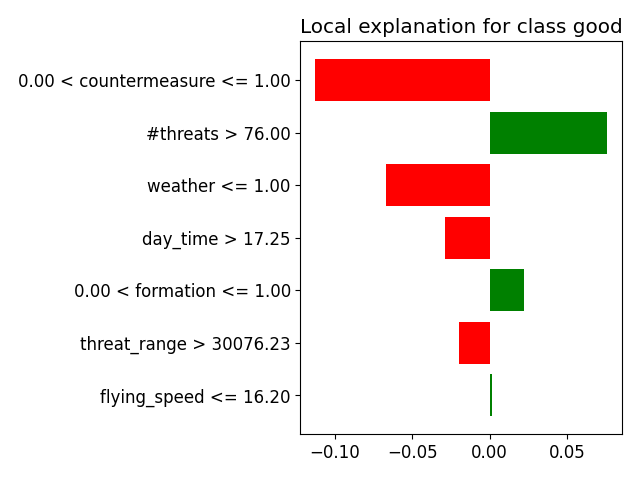 Local explanation for class good
0.00 < countermeasure <= 1.00
#threats > 76.00
weather <= 1.00
day_time > 17.25
0.00 < formation <= 1.00
threat_range > 30076.23
flying_speed <= 16.20
−0.10 −0.05 0.00 0.05